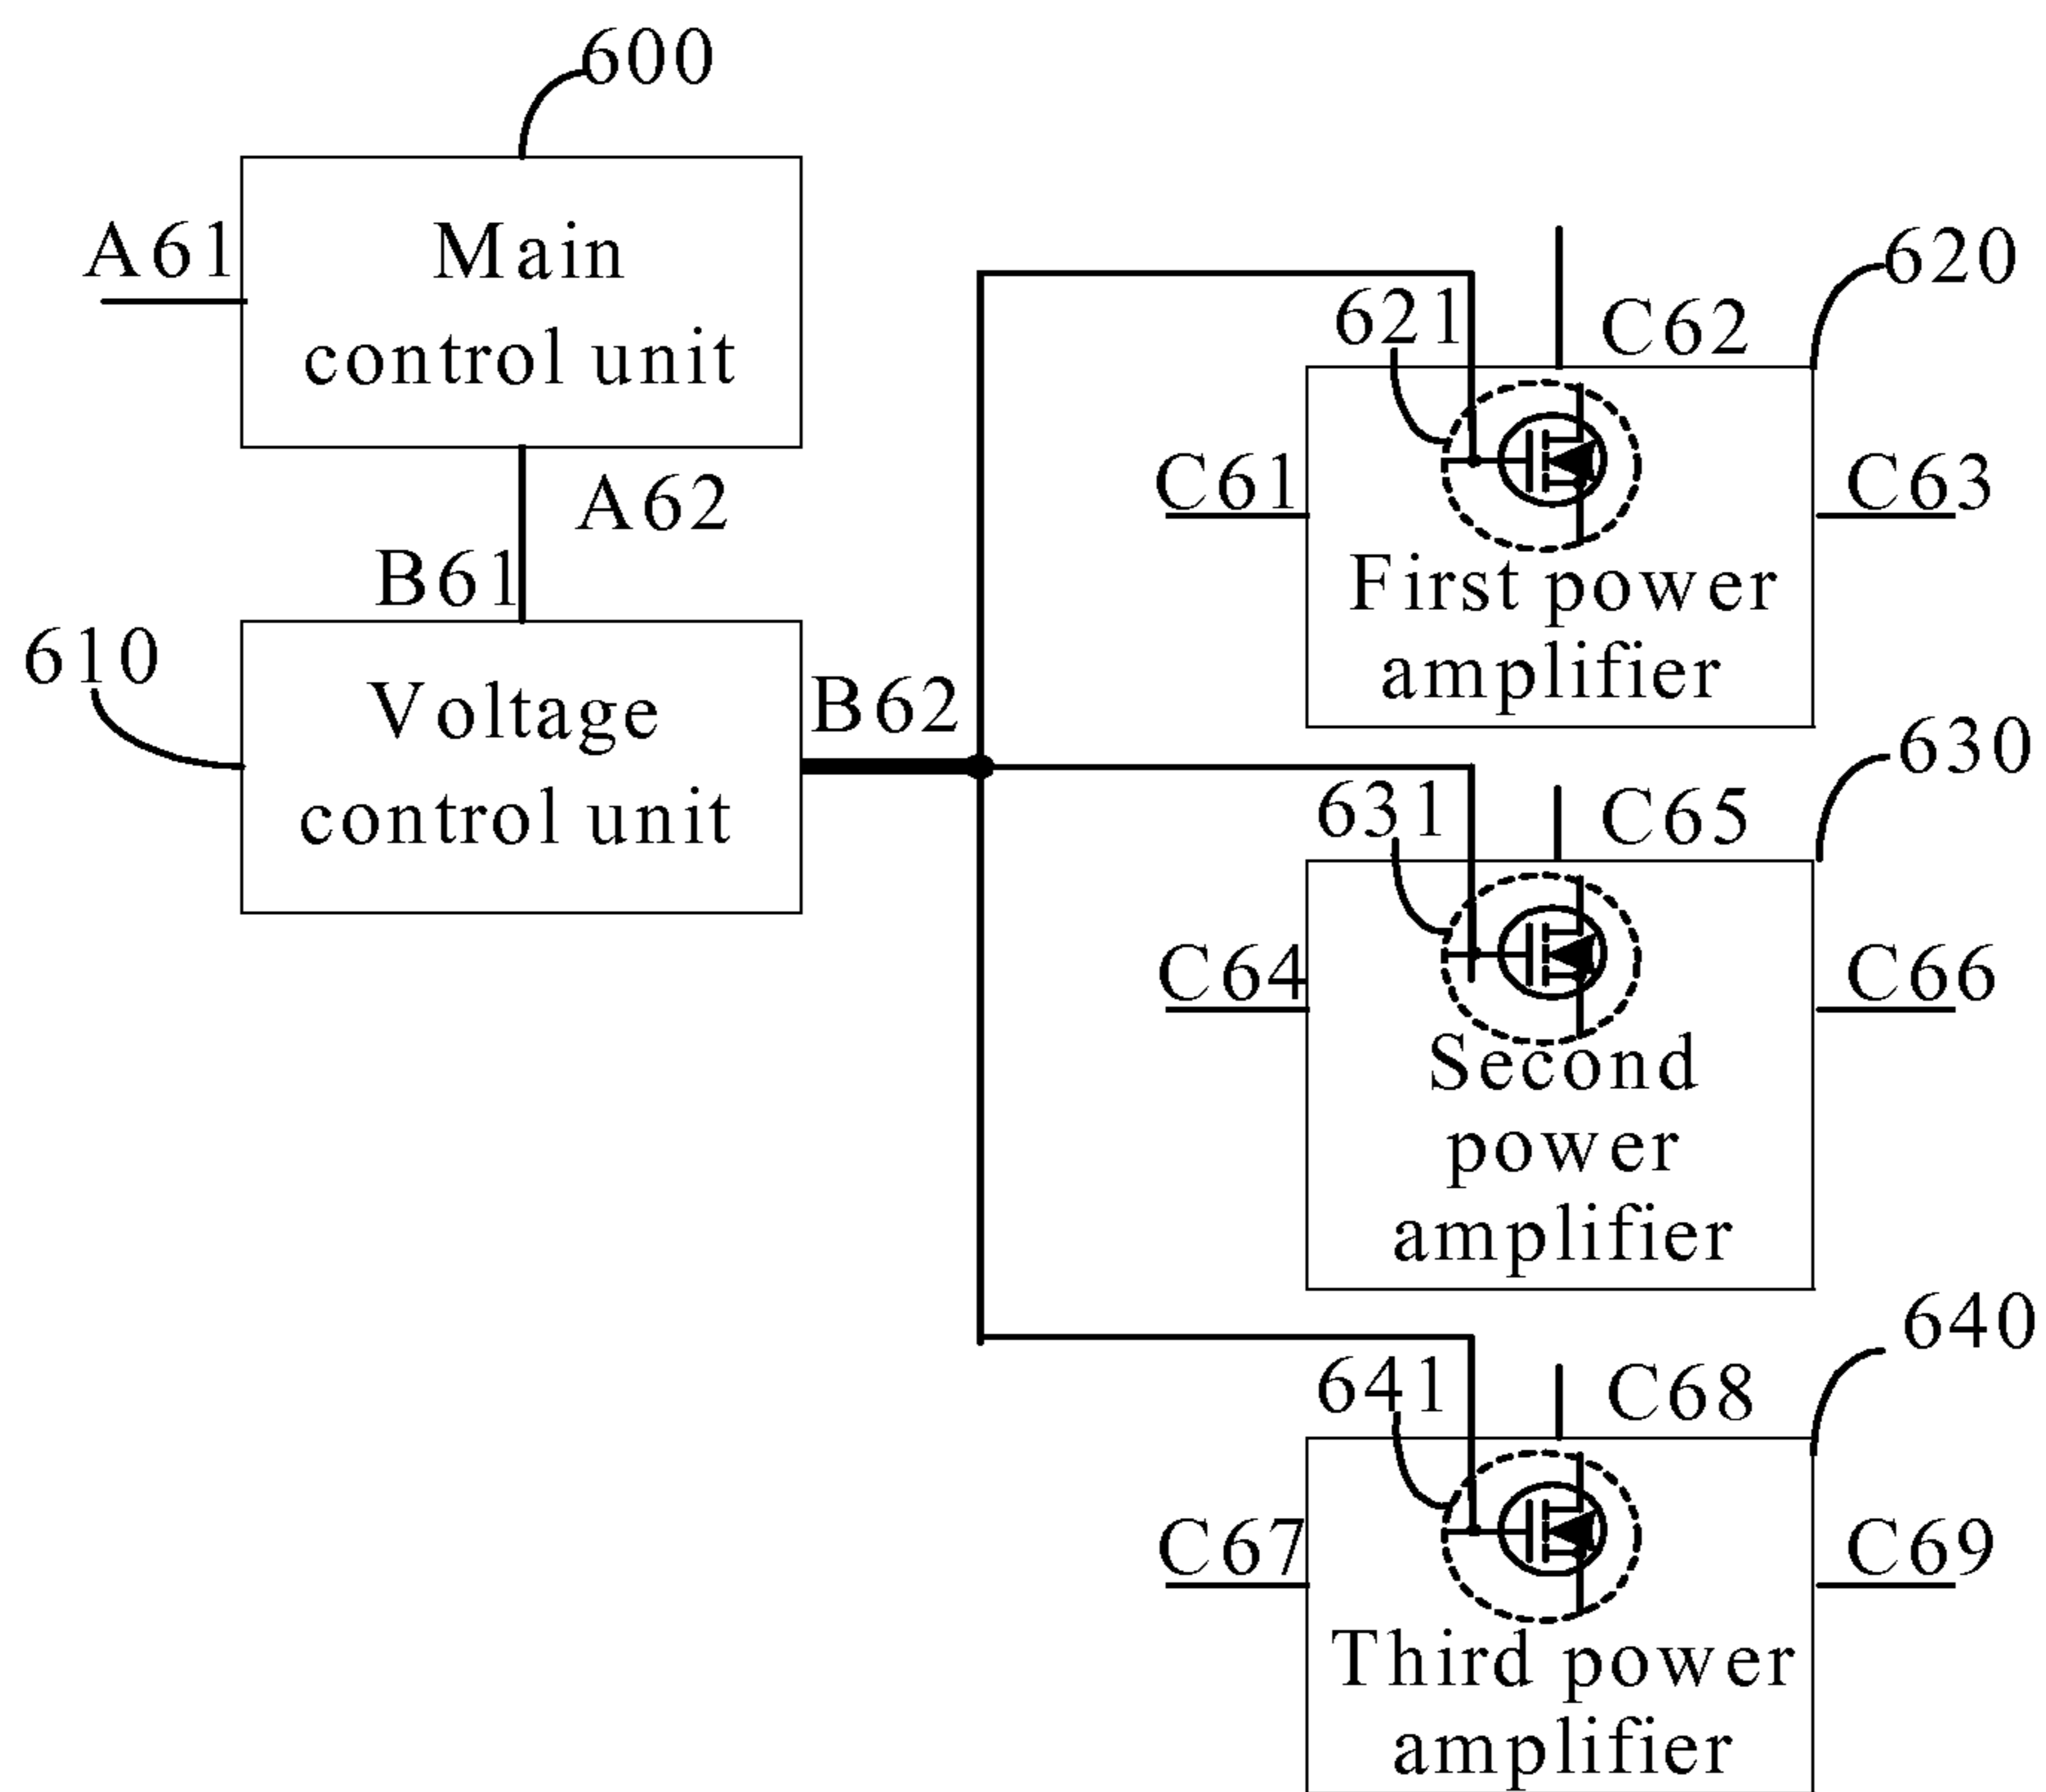 600
A61
Main
control unit
A62
B61
610
Voltage
control unit
B62
620
621
C62
C61
C63
First power
amplifier
630
631
C65
C64
C66
Second
power
amplifier
640
641
C68
C67
C69
Third power
amplifier